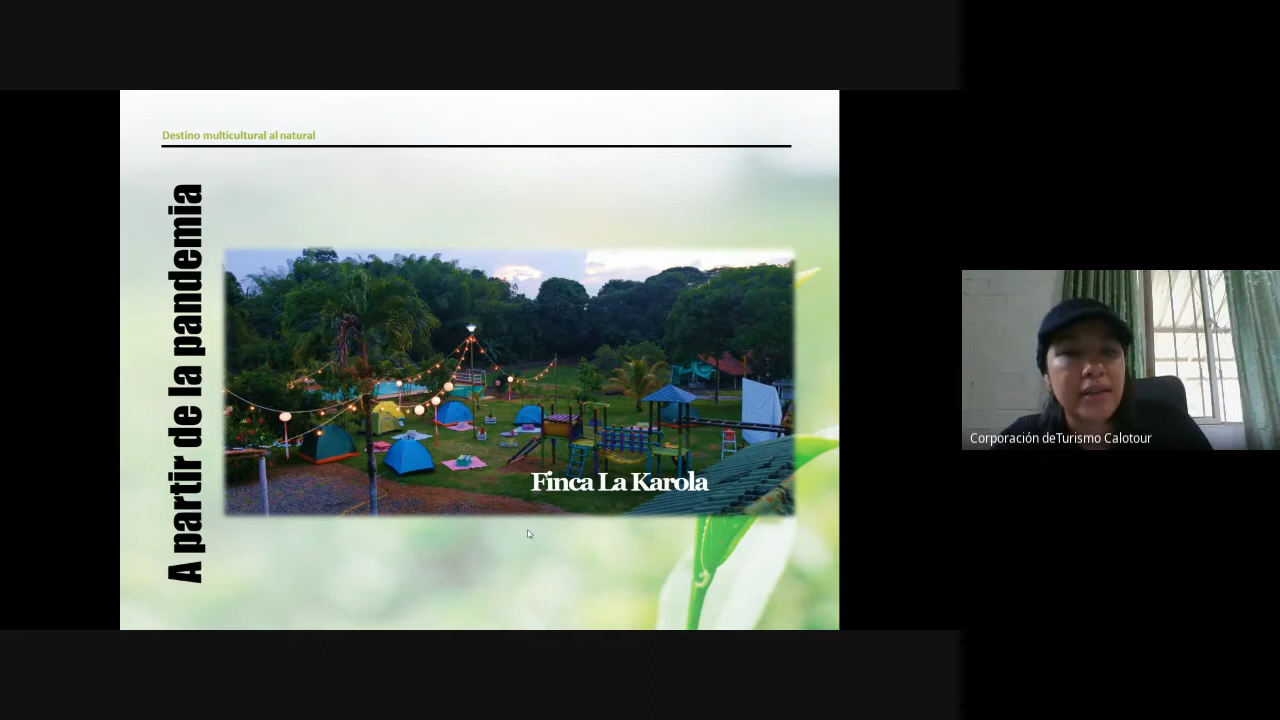 Destino multicultural al natural
A partir de la pandemia
Finca La Karola
Corporación deTurismo Calotour